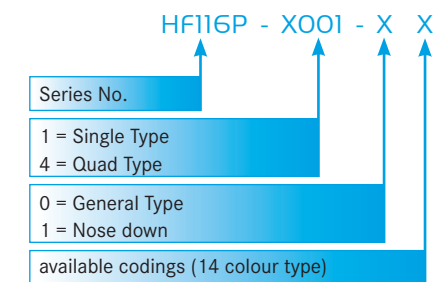 HF116P - X001 - X X
Series No.
1 = Single Type
4 = Quad Type
0 = General Type
1 = Nose down
available codings (14 colour type)